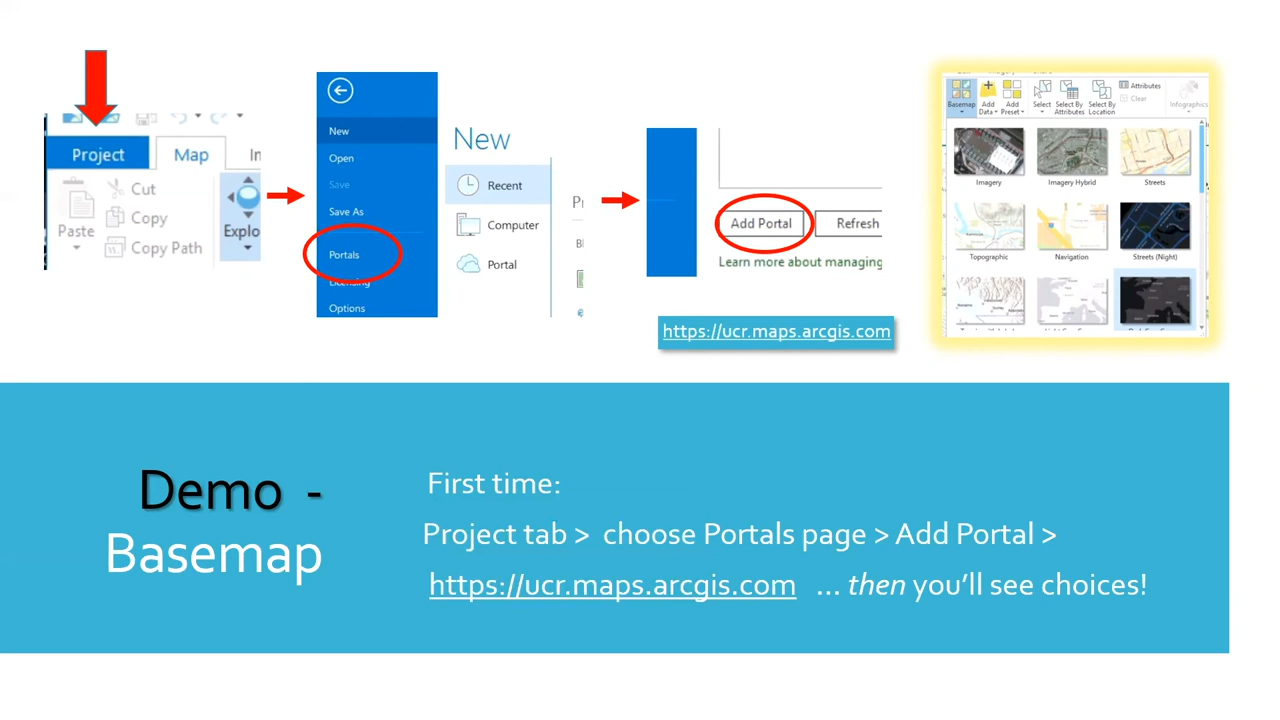 Project
Map
Cut
Copy
Copy Path
Paste
Explo
New
Open
Save
Save As
Portals
Licensing
Options
New
Recent
Computer
Portal
Add Portal
Refresh
Learn more about managing
https://ucr.maps.arcgis.com
Basemap
Add Data
Add Preset
Select
Select By Attributes
Select By Location
Attributes
Clear
Infographics
Imagery
Imagery Hybrid
Streets
Topographic
Navigation
Streets (Night)
Demo -
Basemap
First time:
Project tab > choose Portals page > Add Portal >
https://ucr.maps.arcgis.com ... then you'll see choices!